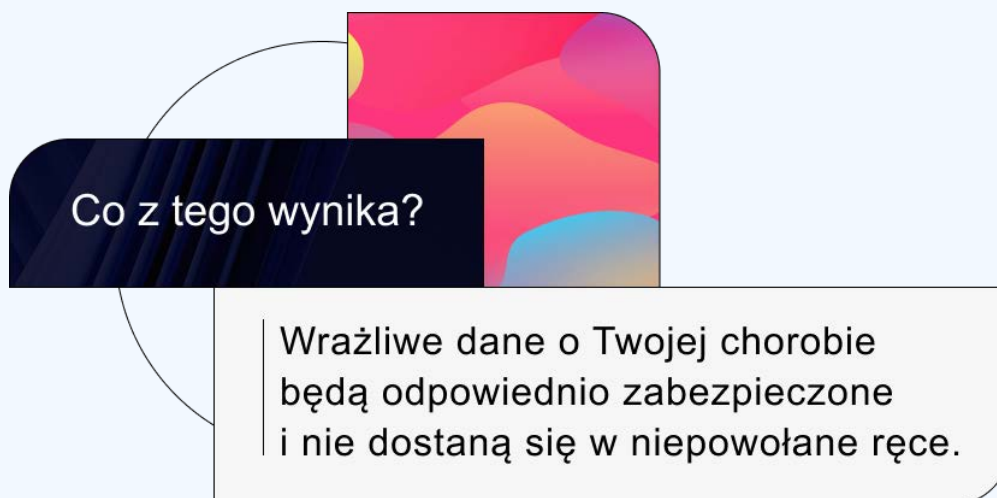 Co z tego wynika?
Wrażliwe dane o Twojej chorobie
będą odpowiednio zabezpieczone
i nie dostaną się w niepowołane ręce.